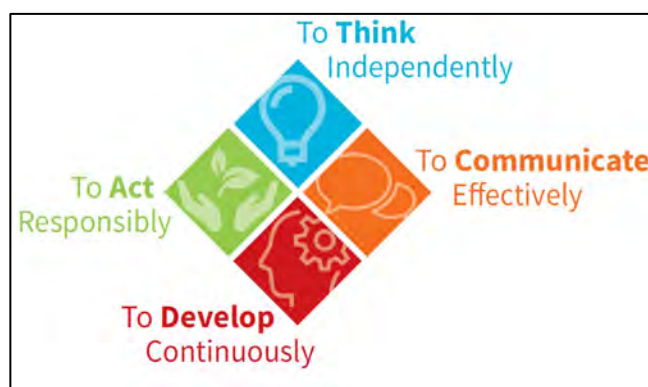 To Think
Independently
To Communicate
Effectively
To Act
Responsibly
To Develop
Continuously